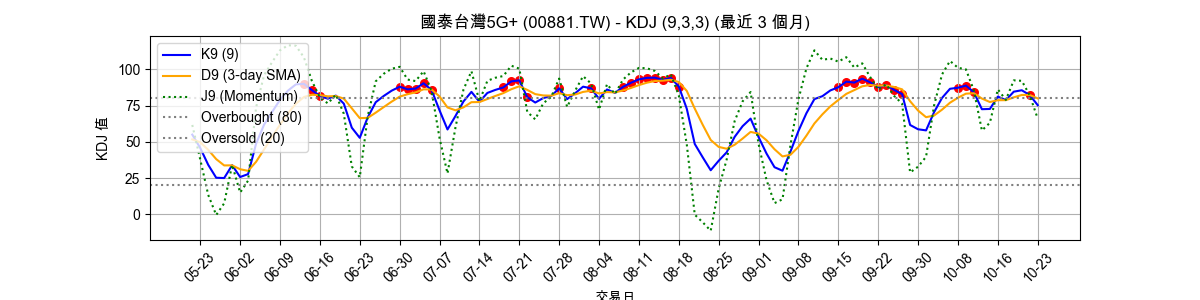 國泰台灣5G+ (00881.TW) - KDJ (9,3,3) (最近 3 個月)
K9 (9)
D9 (3-day SMA)
J9 (Momentum)
Overbought (80)
Oversold (20)
KDJ 值
100
75
50
25
0
05-23 06-02 06-09 06-16 06-23 06-30 07-07 07-14 07-21 07-28 08-04 08-11 08-18 08-25 09-01 09-08 09-15 09-22 09-30 10-08 10-16 10-23
交易日